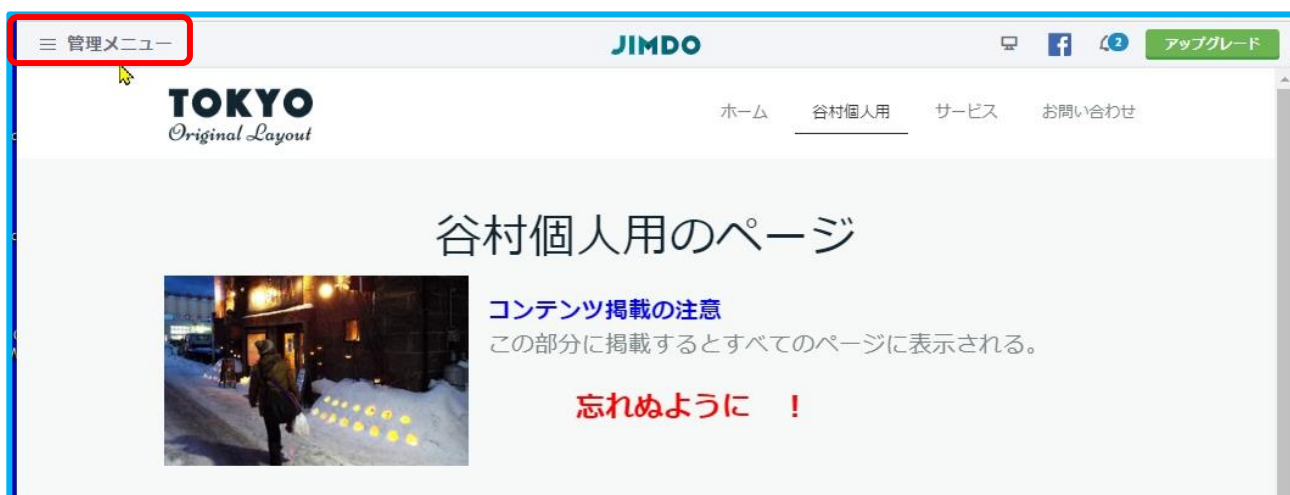 管理メニュー
JIMDO
2
アップグレード
TOKYO
Original Layout
ホーム 谷村個人用 サービス お問い合わせ
谷村個人用のページ
コンテンツ掲載の注意
この部分に掲載するとすべてのページに表示される。
忘れぬように !